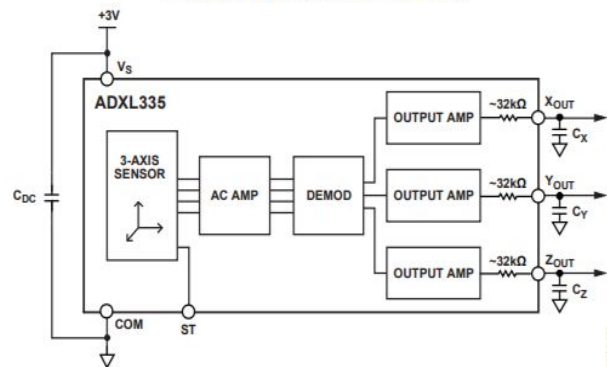 +3V
VS
ADXL335
3-AXIS
SENSOR
AC AMP
DEMOD
OUTPUT AMP
~32kΩ
XOUT
CX
OUTPUT AMP
~32kΩ
YOUT
CY
OUTPUT AMP
~32kΩ
ZOUT
CZ
CDC
COM
ST